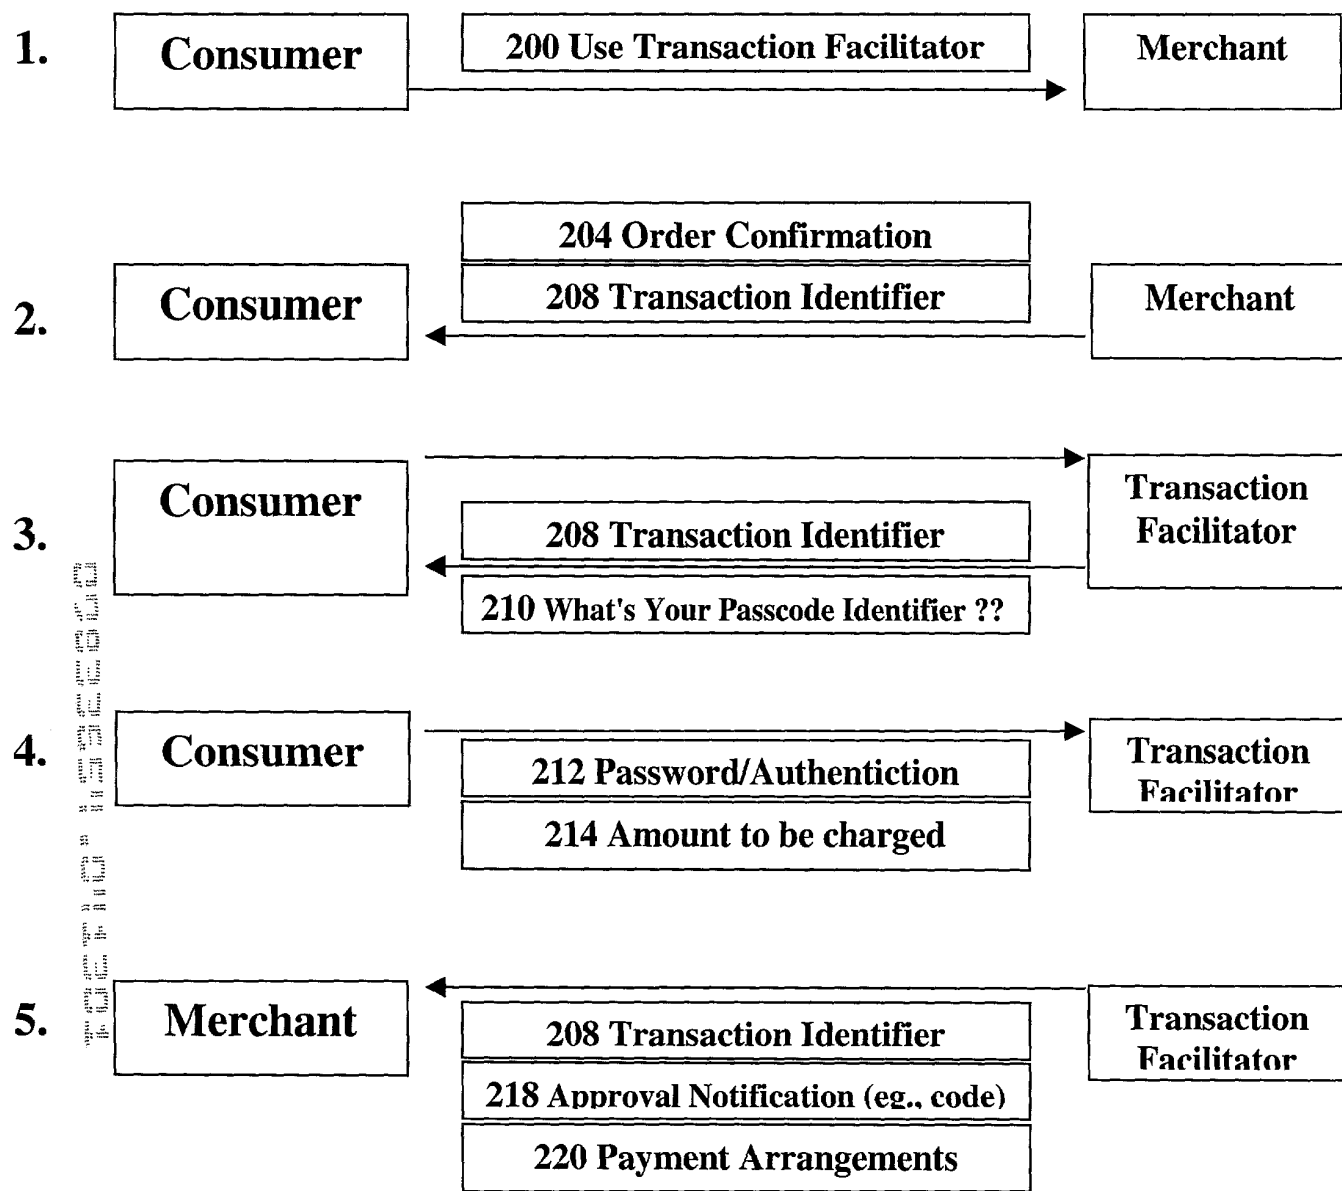 1. Consumer 200 Use Transaction Facilitator Merchant
204 Order Confirmation
2. Consumer 208 Transaction Identifier Merchant
3. Consumer Transaction
Facilitator
208 Transaction Identifier
210 What's Your Passcode Identifier ??
4. Consumer Transaction
Facilitator
212 Password/Authentiction
214 Amount to be charged
5. Merchant Transaction
Facilitator
208 Transaction Identifier
218 Approval Notification (eg., code)
220 Payment Arrangements